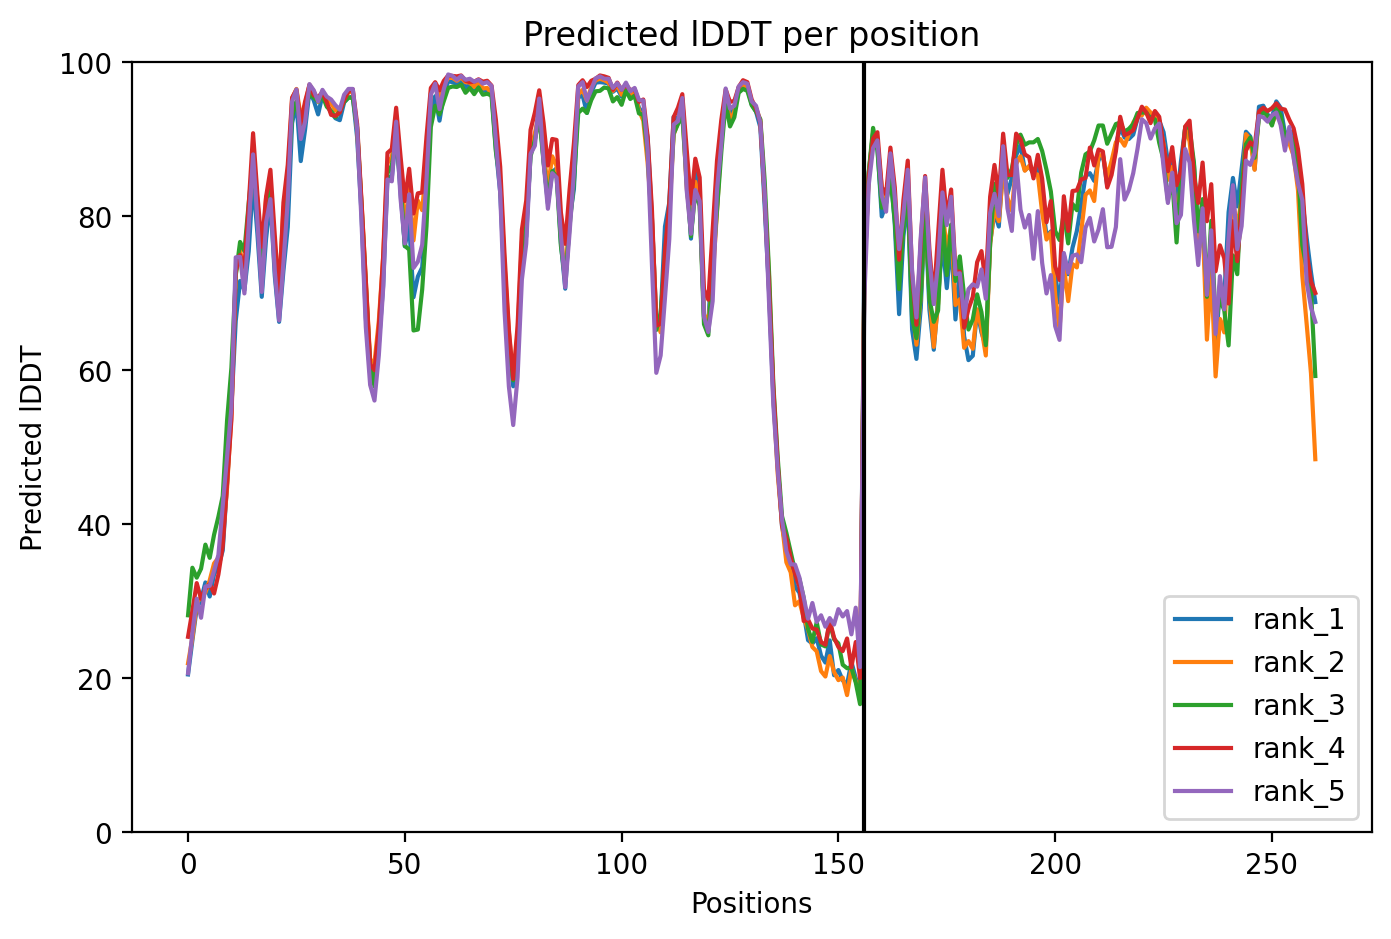 Predicted lDDT per position
Predicted lDDT
100
80
60
40
20
0
0 50 100 150 200 250
Positions
rank_1
rank_2
rank_3
rank_4
rank_5